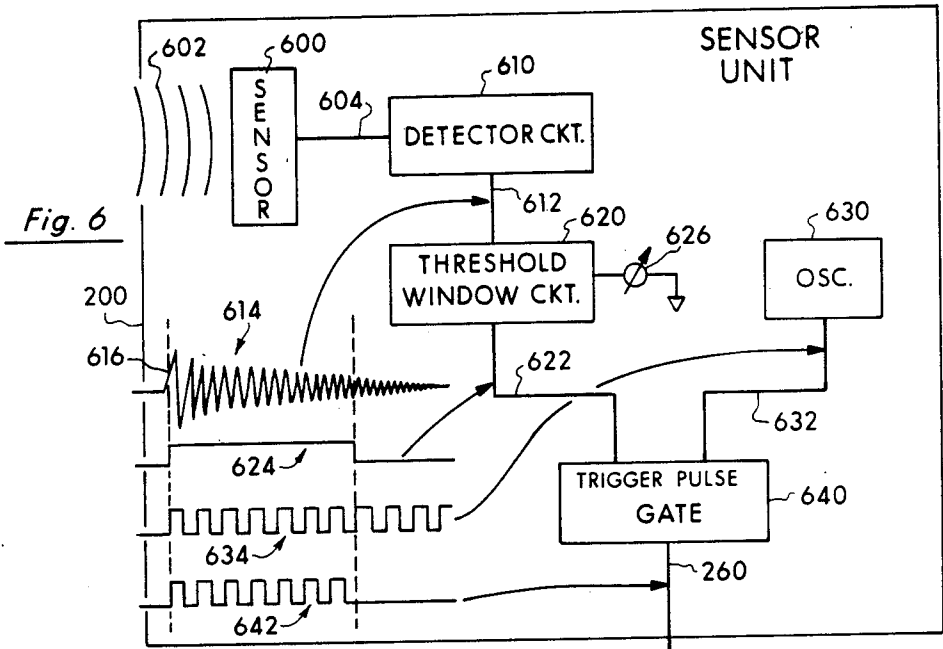 602
600
SENSOR
UNIT
610
SENSOR
604
DETECTOR CKT.
612
Fig. 6
620
630
THRESHOLD
WINDOW CKT.
626
OSC.
200
614
616
622
632
624
TRIGGER PULSE
GATE
640
634
260
642